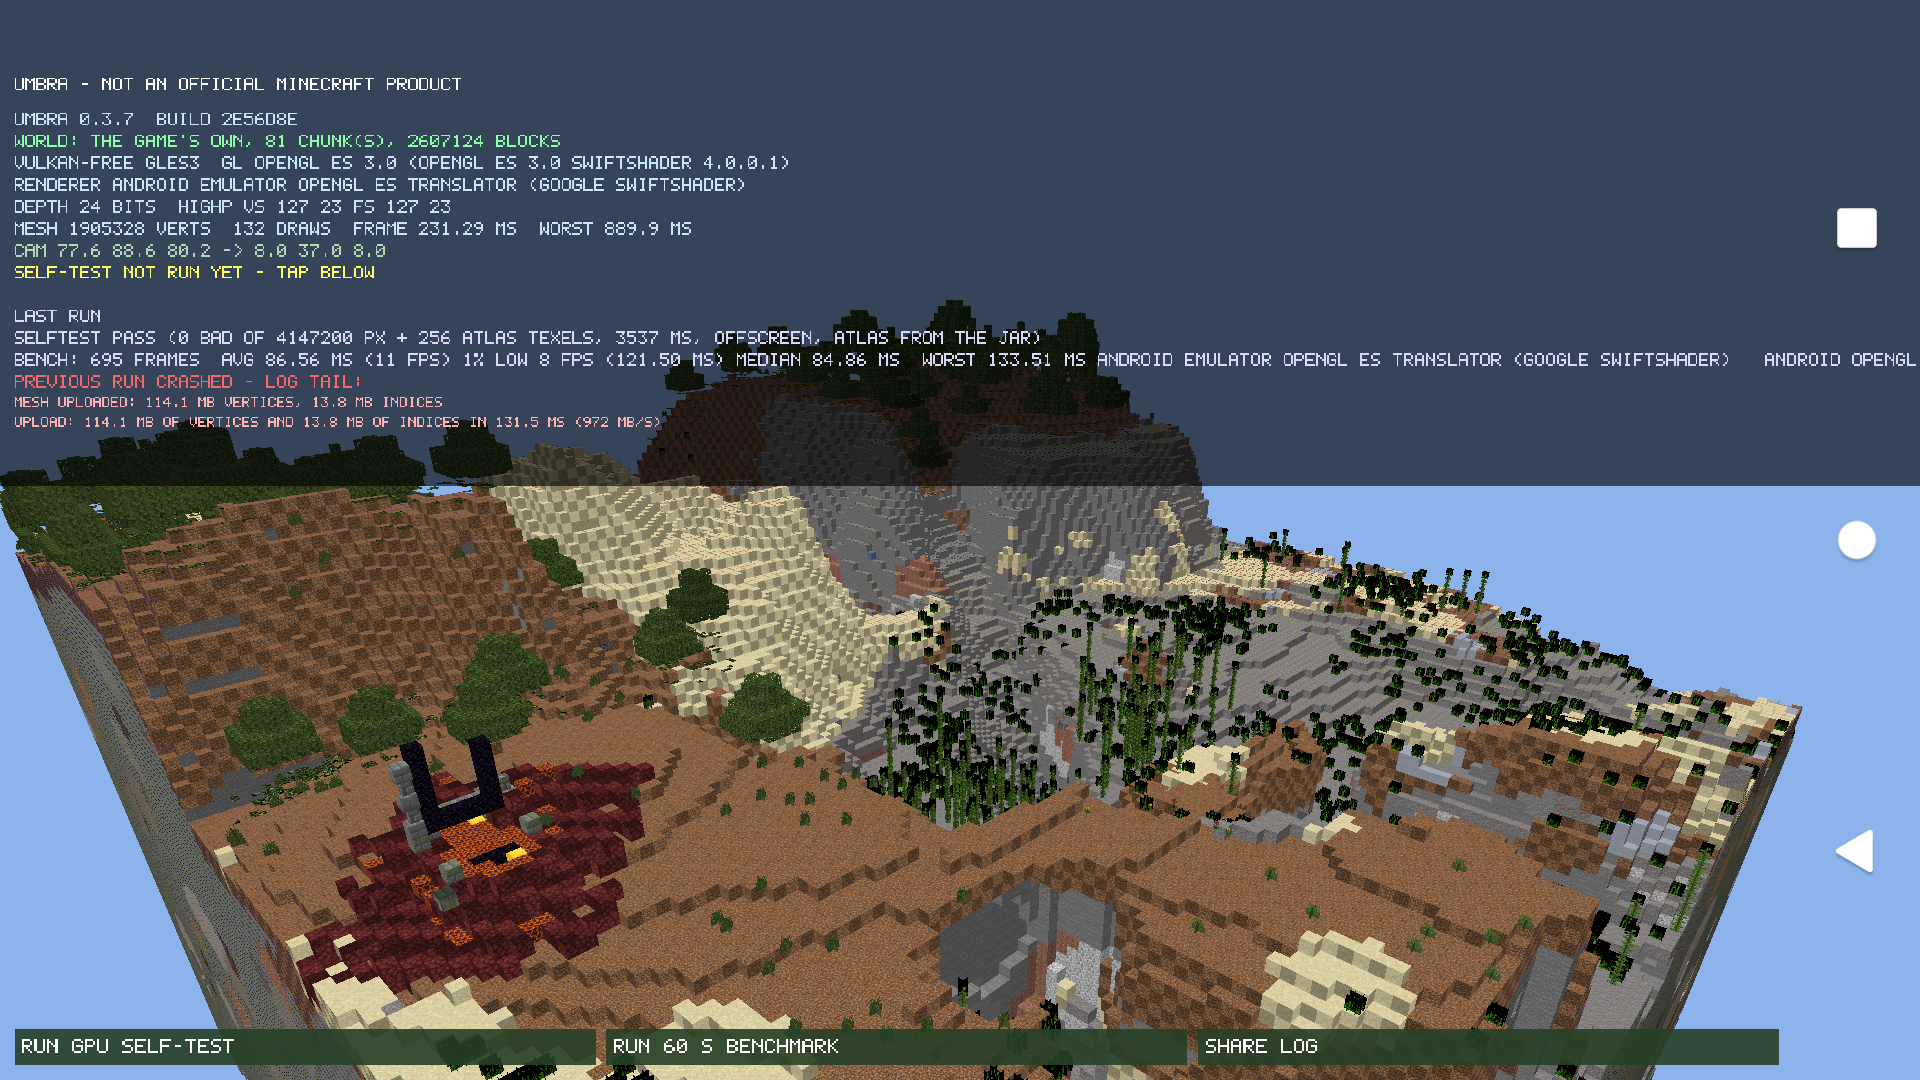 UMBRA - NOT AN OFFICIAL MINECRAFT PRODUCT
UMBRA 0.3.7 BUILD 2E56D8E
WORLD: THE GAME'S OWN, 81 CHUNK(S), 2607124 BLOCKS
VULKAN-FREE GLES3 GL OPENGL ES 3.0 (OPENGL ES 3.0 SWIFTSHADER 4.0.0.1)
RENDERER ANDROID EMULATOR OPENGL ES TRANSLATOR (GOOGLE SWIFTSHADER)
DEPTH 24 BITS HIGHP VS 127 23 FS 127 23
MESH 1905328 VERTS 132 DRAWS FRAME 231.29 MS WORST 889.9 MS
CAM 77.6 88.6 80.2 -> 8.0 37.0 8.0
SELF-TEST NOT RUN YET - TAP BELOW
LAST RUN
SELFTEST PASS (0 BAD OF 4147200 PX + 256 ATLAS TEXELS, 3537 MS, OFFSCREEN, ATLAS FROM THE JAR)
BENCH: 695 FRAMES AVG 86.56 MS (11 FPS) 1% LOW 8 FPS (121.50 MS) MEDIAN 84.86 MS WORST 133.51 MS ANDROID EMULATOR OPENGL ES TRANSLATOR (GOOGLE SWIFTSHADER) ANDROID OPENGL
PREVIOUS RUN CRASHED - LOG TAIL:
MESH UPLOADED: 114.1 MB VERTICES, 13.8 MB INDICES
UPLOAD: 114.1 MB OF VERTICES AND 13.8 MB OF INDICES IN 131.5 MS (972 MB/S)
RUN GPU SELF-TEST
RUN 60 S BENCHMARK
SHARE LOG